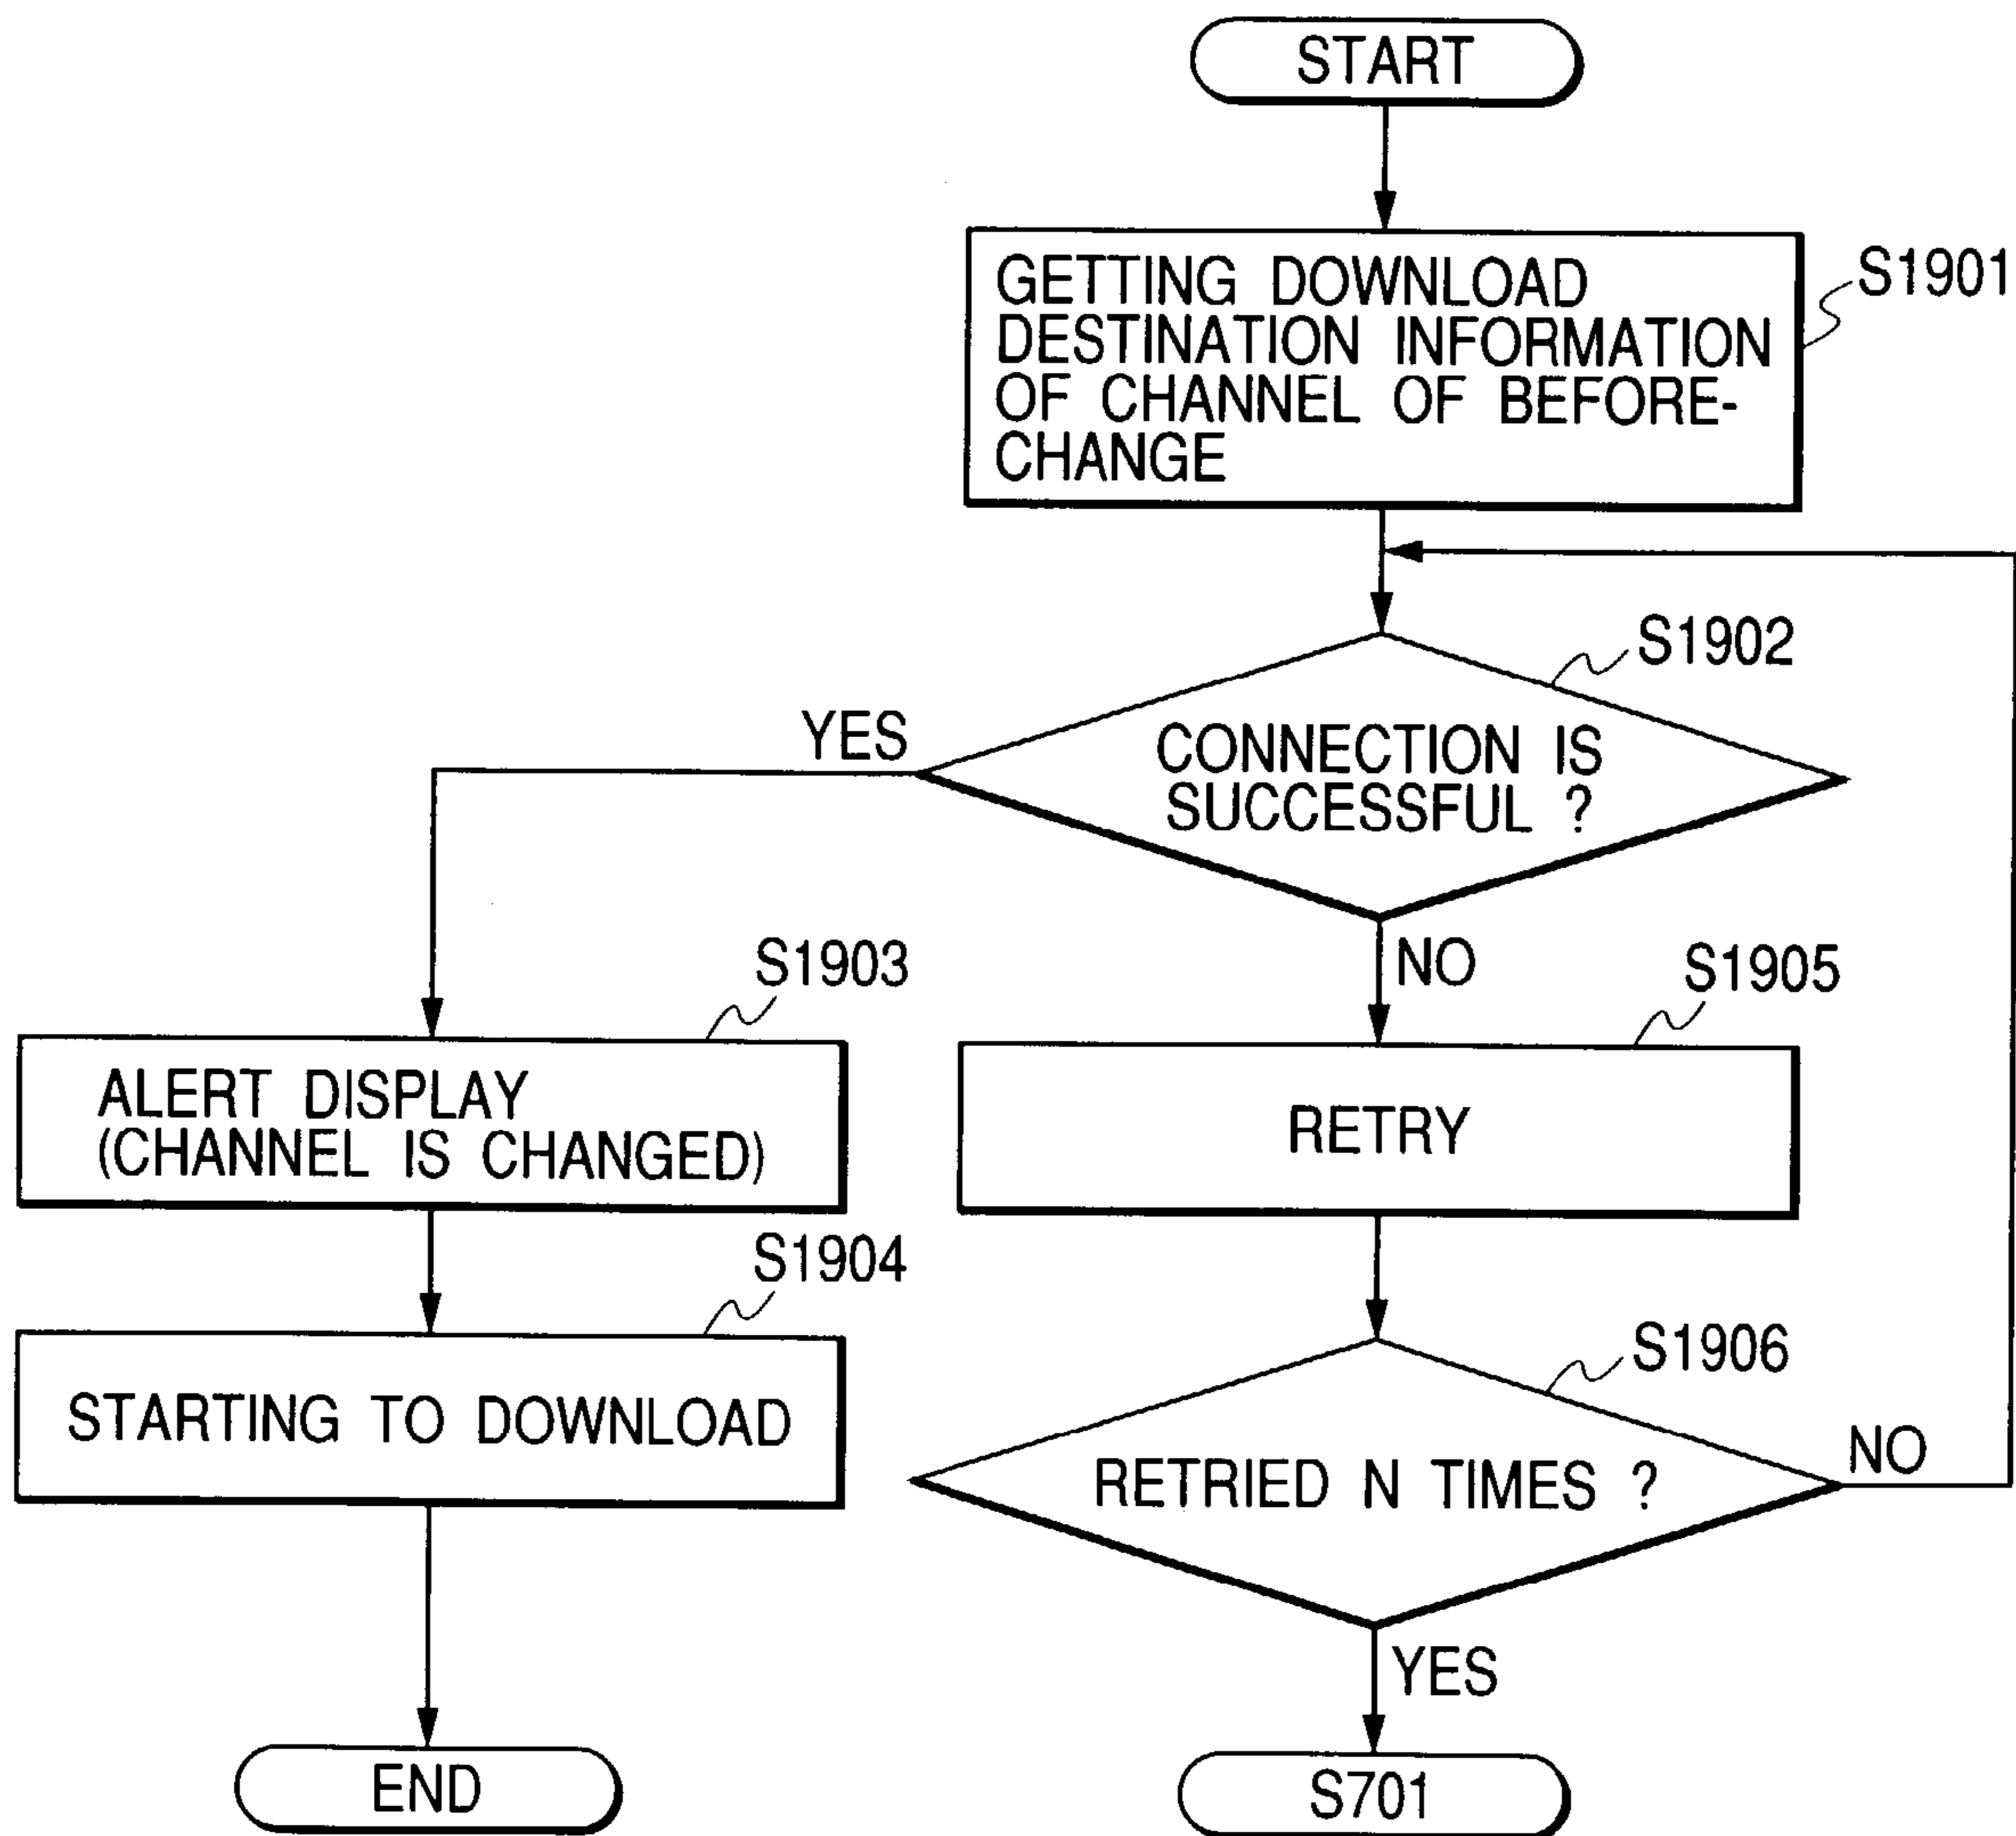 START
GETTING DOWNLOAD
DESTINATION INFORMATION
OF CHANNEL OF BEFORE-
CHANGE
S1901
S1902
CONNECTION IS
SUCCESSFUL ?
YES
NO
S1903
ALERT DISPLAY
(CHANNEL IS CHANGED)
S1905
RETRY
S1904
STARTING TO DOWNLOAD
S1906
RETRIED N TIMES ?
NO
YES
END
S701